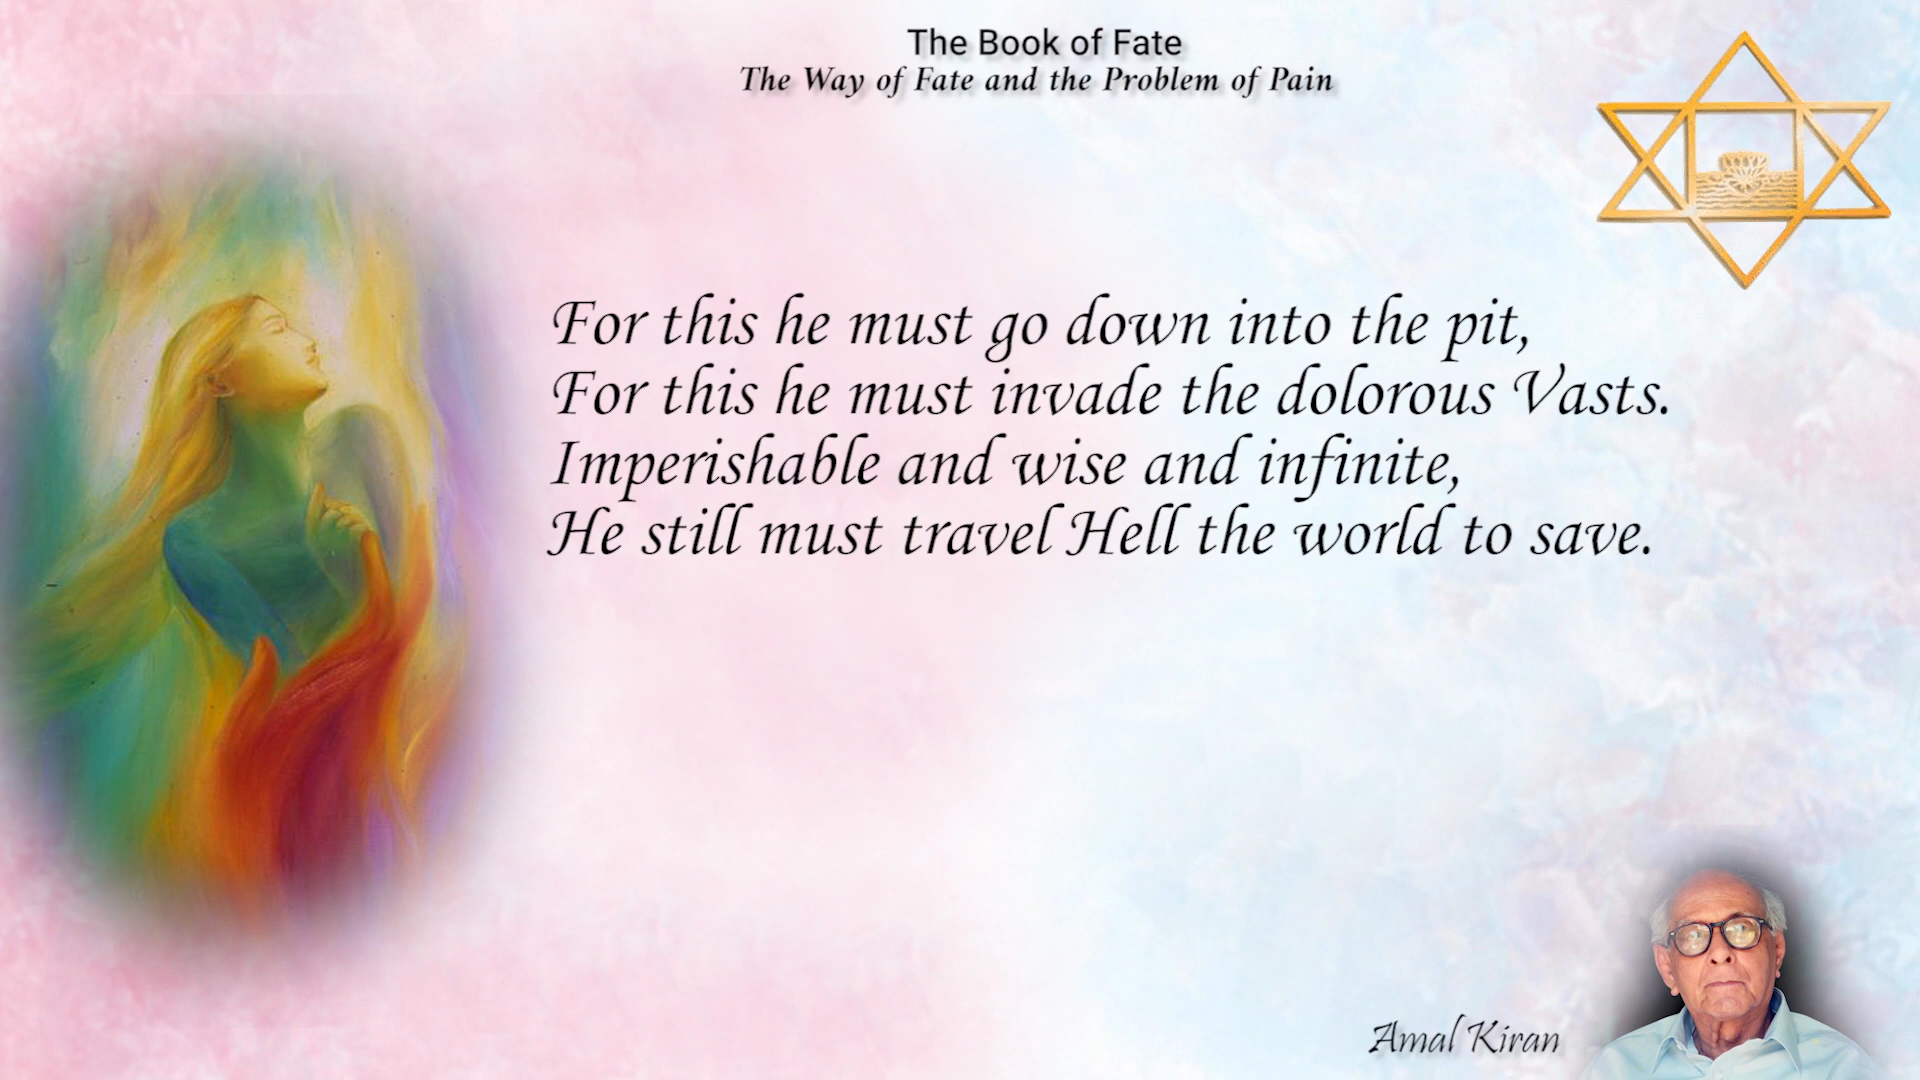 The Book of Fate
The Way of Fate and the Problem of Pain
For this he must go down into the pit,
For this he must invade the dolorous Vasts.
Imperishable and wise and infinite,
He still must travel Hell the world to save.
Amal Kiran